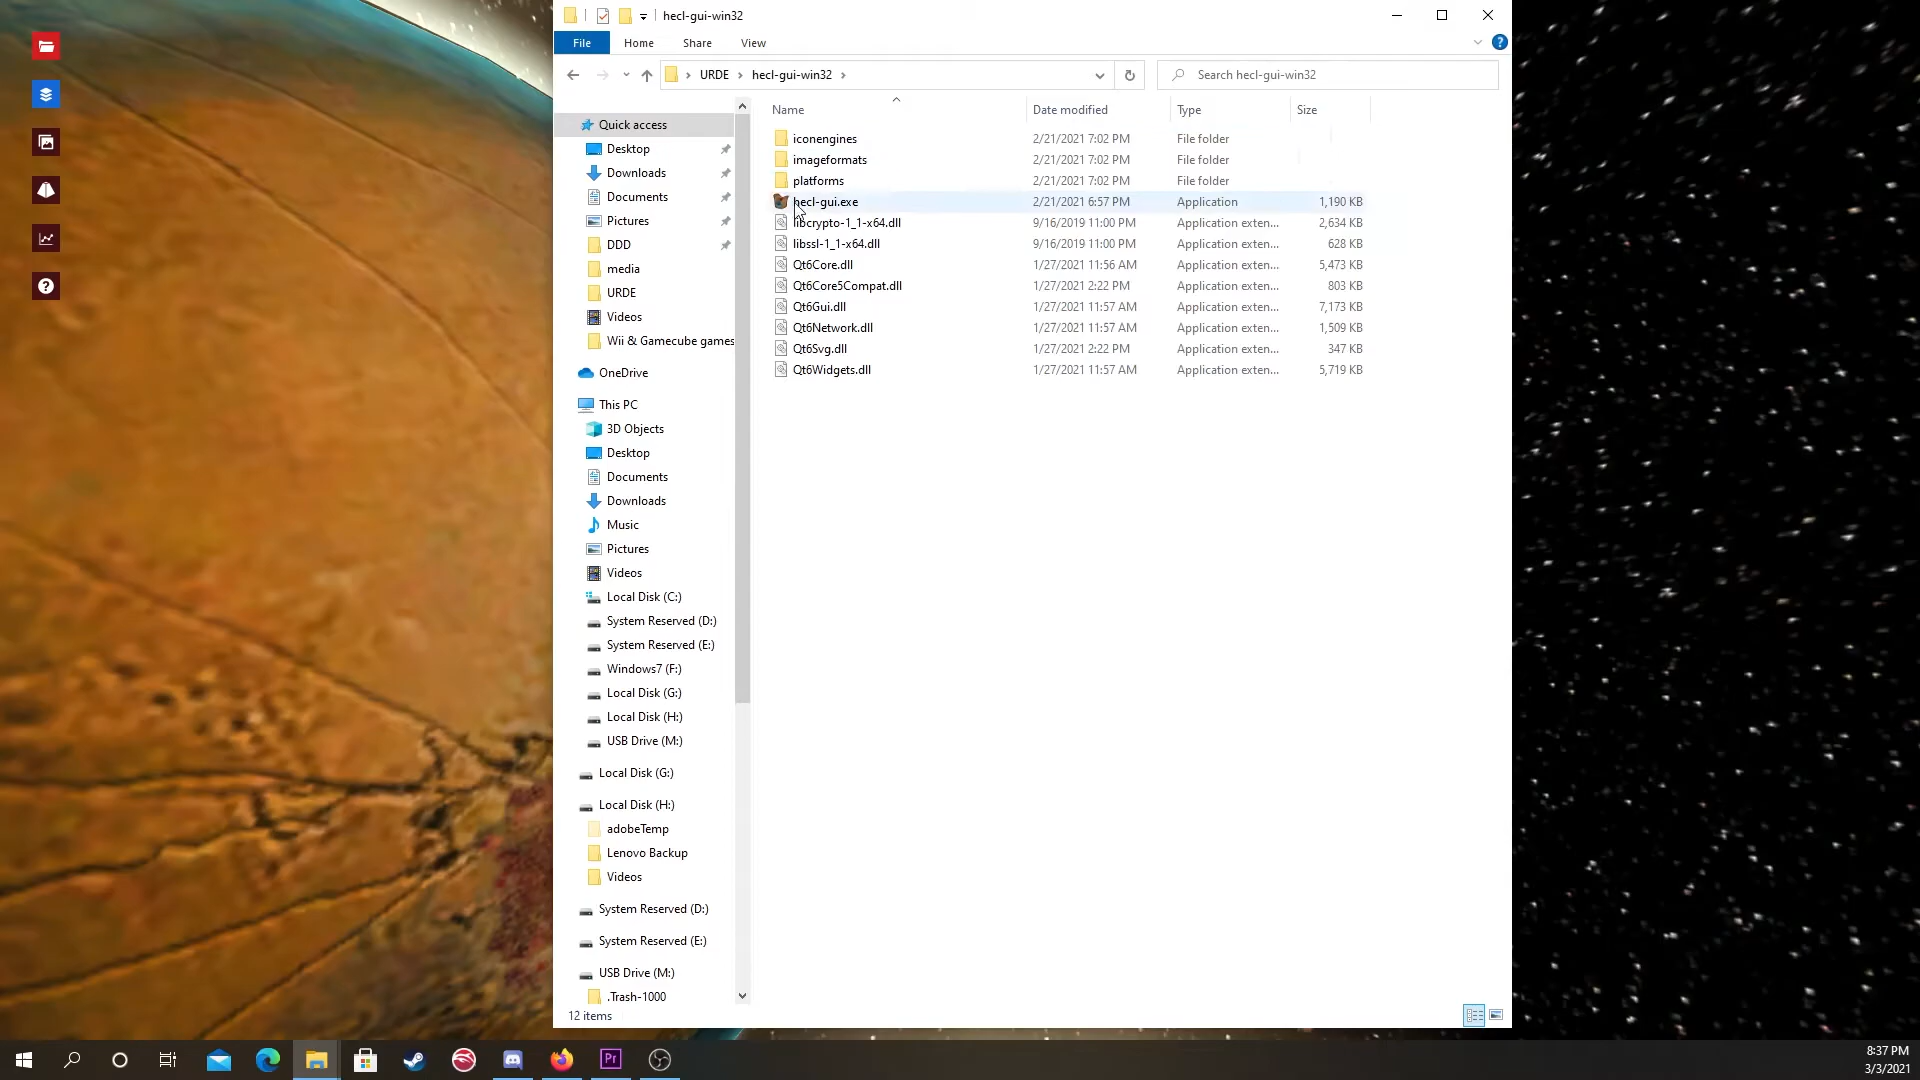 hecl-gui-win32
File Home Share View
URDE hecl-gui-win32 Search hecl-gui-win32
Name Date modified Type Size
iconengines 2/21/2021 7:02 PM File folder
imageformats 2/21/2021 7:02 PM File folder
platforms 2/21/2021 7:02 PM File folder
hecl-gui.exe 2/21/2021 6:57 PM Application 1,190 KB
libcrypto-1_1-x64.dll 9/16/2019 11:00 PM Application exten... 2,634 KB
libssl-1_1-x64.dll 9/16/2019 11:00 PM Application exten... 628 KB
Qt6Core.dll 1/27/2021 11:56 AM Application exten... 5,473 KB
Qt6Core5Compat.dll 1/27/2021 2:22 PM Application exten... 803 KB
Qt6Gui.dll 1/27/2021 11:57 AM Application exten... 7,173 KB
Qt6Network.dll 1/27/2021 11:57 AM Application exten... 1,509 KB
Qt6Svg.dll 1/27/2021 2:22 PM Application exten... 347 KB
Qt6Widgets.dll 1/27/2021 11:57 AM Application exten... 5,719 KB
Quick access
Desktop
Downloads
Documents
Pictures
DDD
media
URDE
Videos
Wii & Gamecube games
OneDrive
This PC
3D Objects
Desktop
Documents
Downloads
Music
Pictures
Videos
Local Disk (C:)
System Reserved (D:)
System Reserved (E:)
Windows7 (F:)
Local Disk (G:)
Local Disk (H:)
USB Drive (M:)
Local Disk (G:)
Local Disk (H:)
adobeTemp
Lenovo Backup
Videos
System Reserved (D:)
System Reserved (E:)
USB Drive (M:)
.Trash-1000
12 items
Pr
8:37 PM
3/3/2021